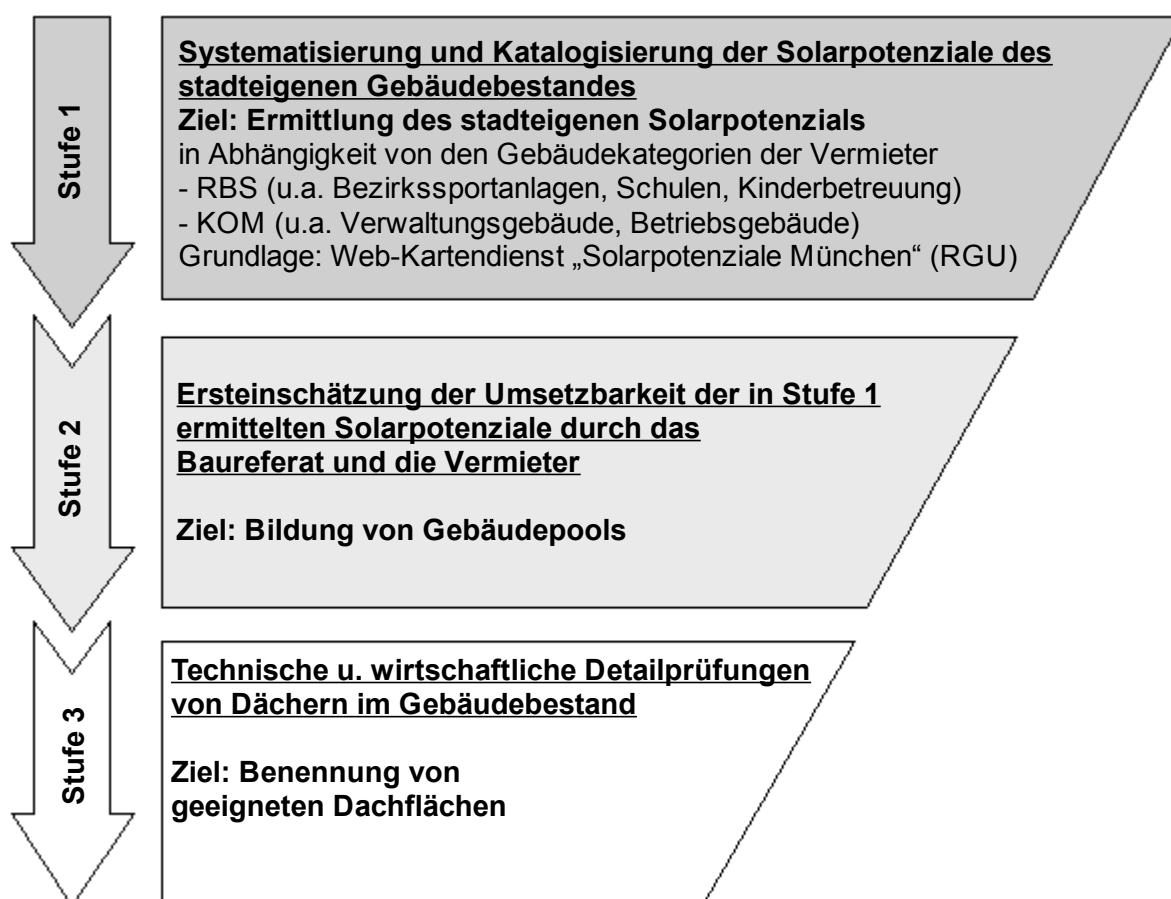 Stufe 1
Systematisierung und Katalogisierung der Solarpotenziale des
stadteigenen Gebäudebestandes
Ziel: Ermittlung des stadteigenen Solarpotenzials
in Abhängigkeit von den Gebäudekategorien der Vermieter
- RBS (u.a. Bezirkssportanlagen, Schulen, Kinderbetreuung)
- KOM (u.a. Verwaltungsgebäude, Betriebsgebäude)
Grundlage: Web-Kartendienst „Solarpotenziale München“ (RGU)
Stufe 2
Ersteinschätzung der Umsetzbarkeit der in Stufe 1
ermittelten Solarpotenziale durch das
Baureferat und die Vermieter
Ziel: Bildung von Gebäudepools
Stufe 3
Technische u. wirtschaftliche Detailprüfungen
von Dächern im Gebäudebestand
Ziel: Benennung von
geeigneten Dachflächen